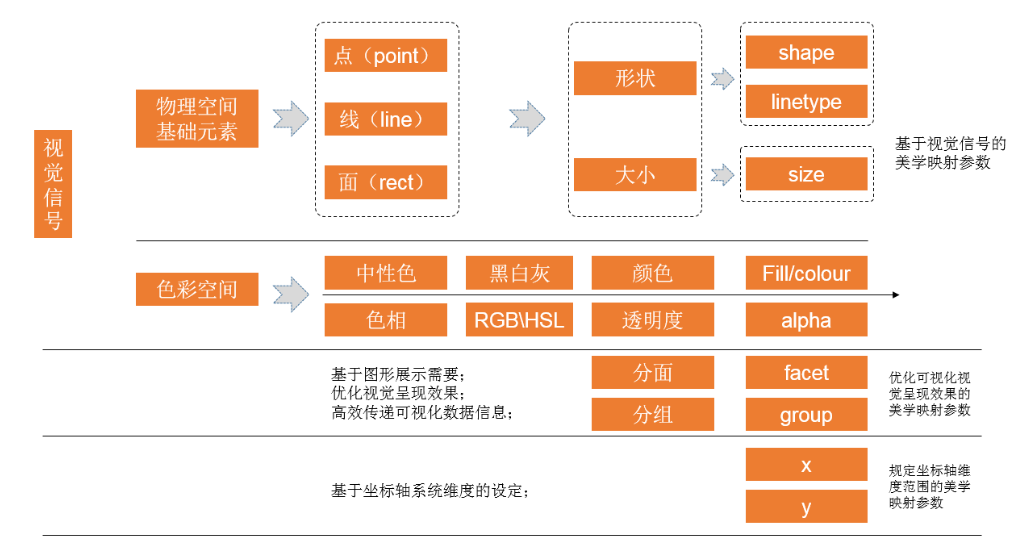 视
觉
信
号
物理空间
基础元素
点（point）
线（line）
面（rect）
形状
大小
shape
linetype
size
基于视觉信号的
美学映射参数
色彩空间
中性色
黑白灰
颜色
Fill/colour
色相
RGB\HSL
透明度
alpha
基于图形展示需要；
优化视觉呈现效果；
高效传递可视化数据信息；
分面
facet
分组
group
优化可视化视
觉呈现效果的
美学映射参数
基于坐标轴系统维度的设定；
x
y
规定坐标轴维
度范围的美学
映射参数